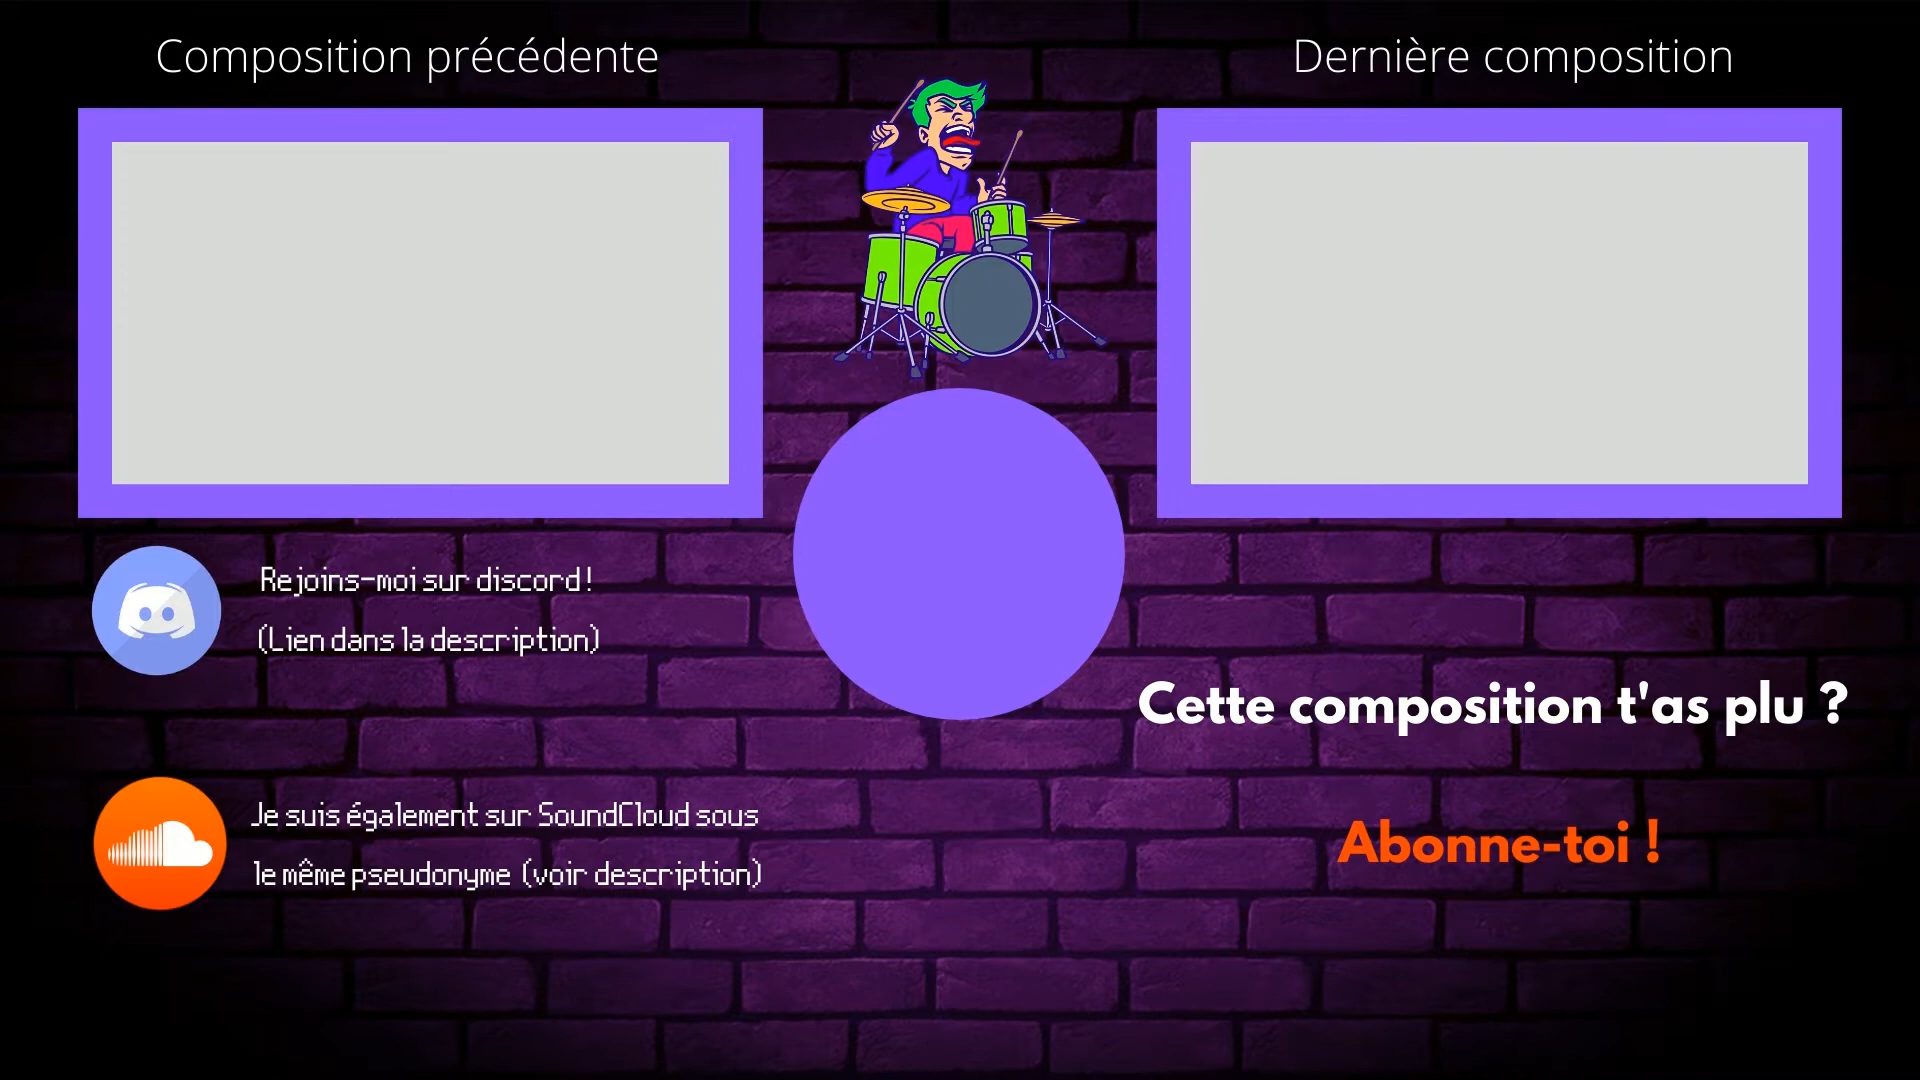 Composition précédente
Dernière composition
Rejoins-moi sur discord !
(Lien dans la description)
Cette composition t'as plu ?
Je suis également sur SoundCloud sous
le même pseudonyme (voir description)
Abonne-toi !